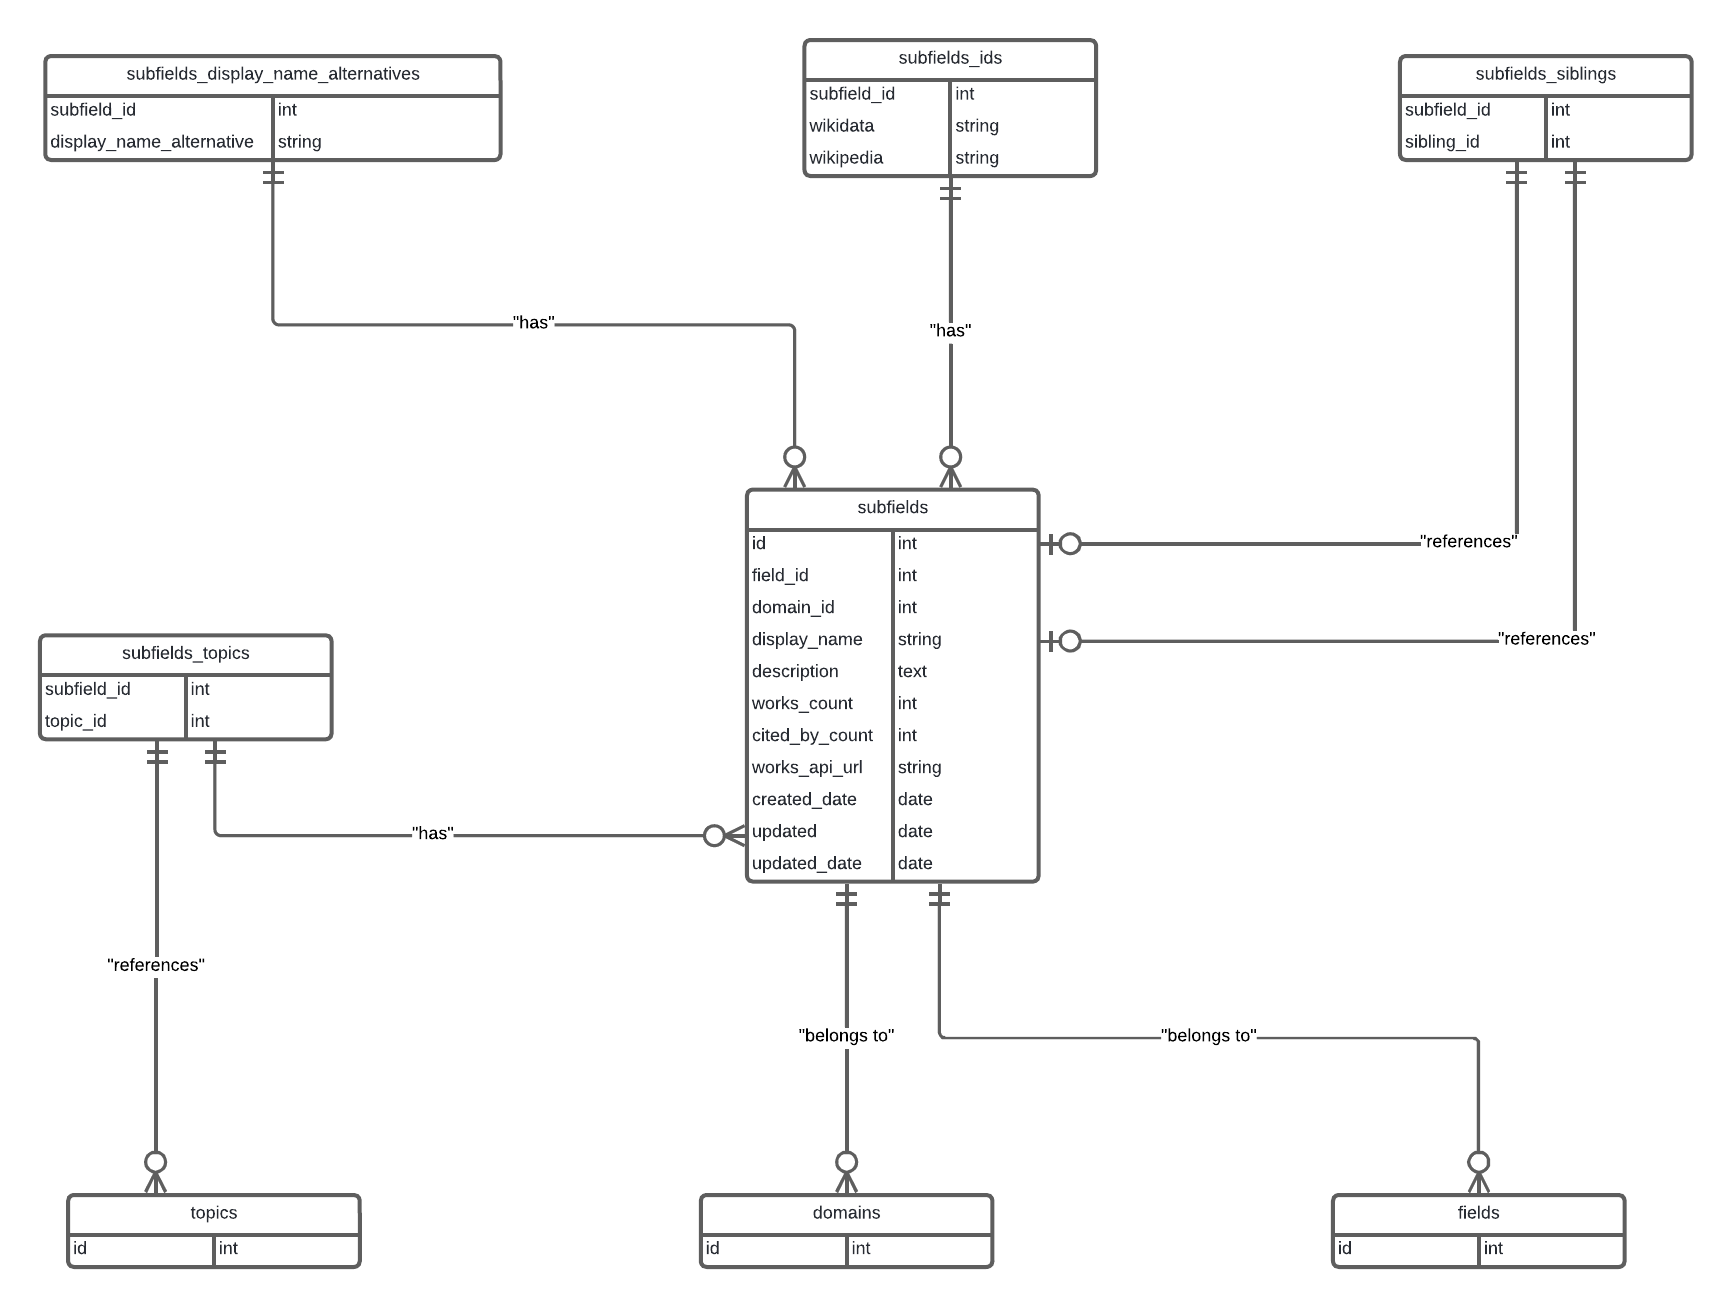 subfields_display_name_alternatives
subfield_id int
display_name_alternative string
subfields_ids
subfield_id int
wikidata string
wikipedia string
subfields_siblings
subfield_id int
sibling_id int
"has"
"has"
"references"
"references"
subfields
id int
field_id int
domain_id int
display_name string
description text
works_count int
cited_by_count int
works_api_url string
created_date date
updated date
updated_date date
subfields_topics
subfield_id int
topic_id int
"has"
"references"
"belongs to"
"belongs to"
topics
id int
domains
id int
fields
id int